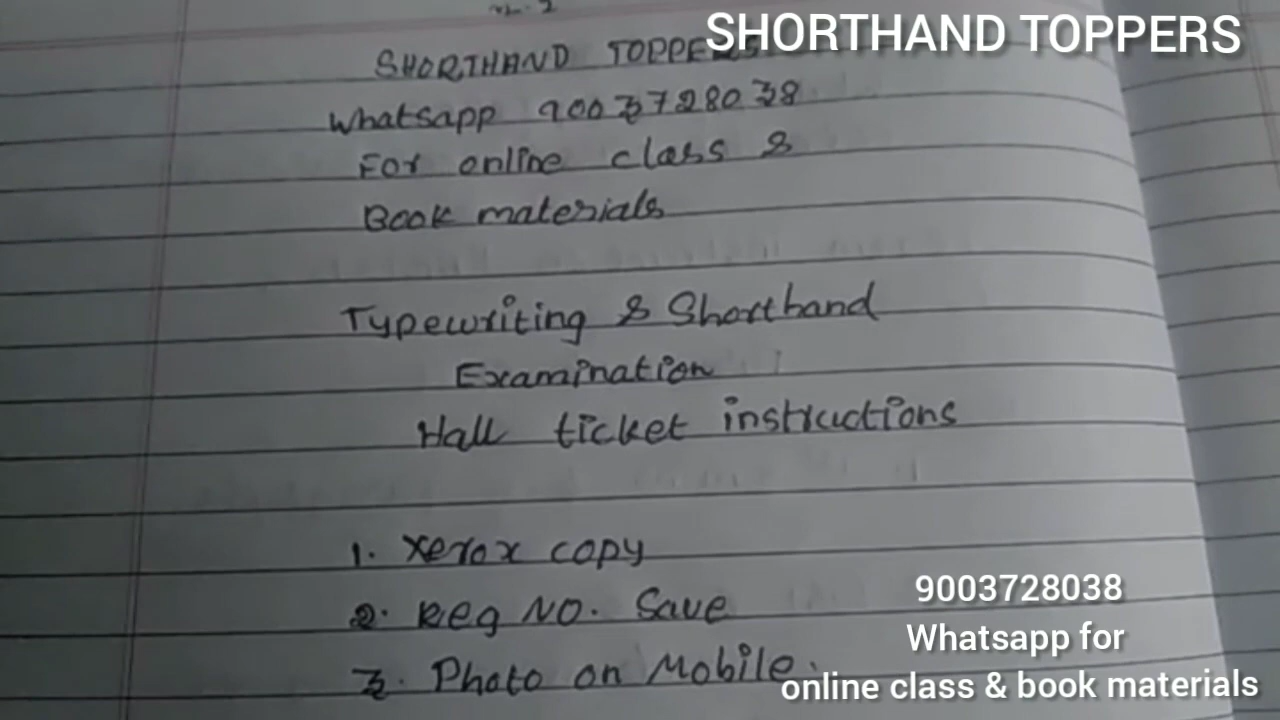 SHORTHAND TOPPERS
SHORTHAND TOPPERS
Whatsapp 9003728038
For online class &
Book materials
Typewriting & Shorthand
Examination
Hall ticket instructions
1. Xerox copy
2. Reg NO. Save
3. Photo on Mobile.
9003728038
Whatsapp for
online class & book materials